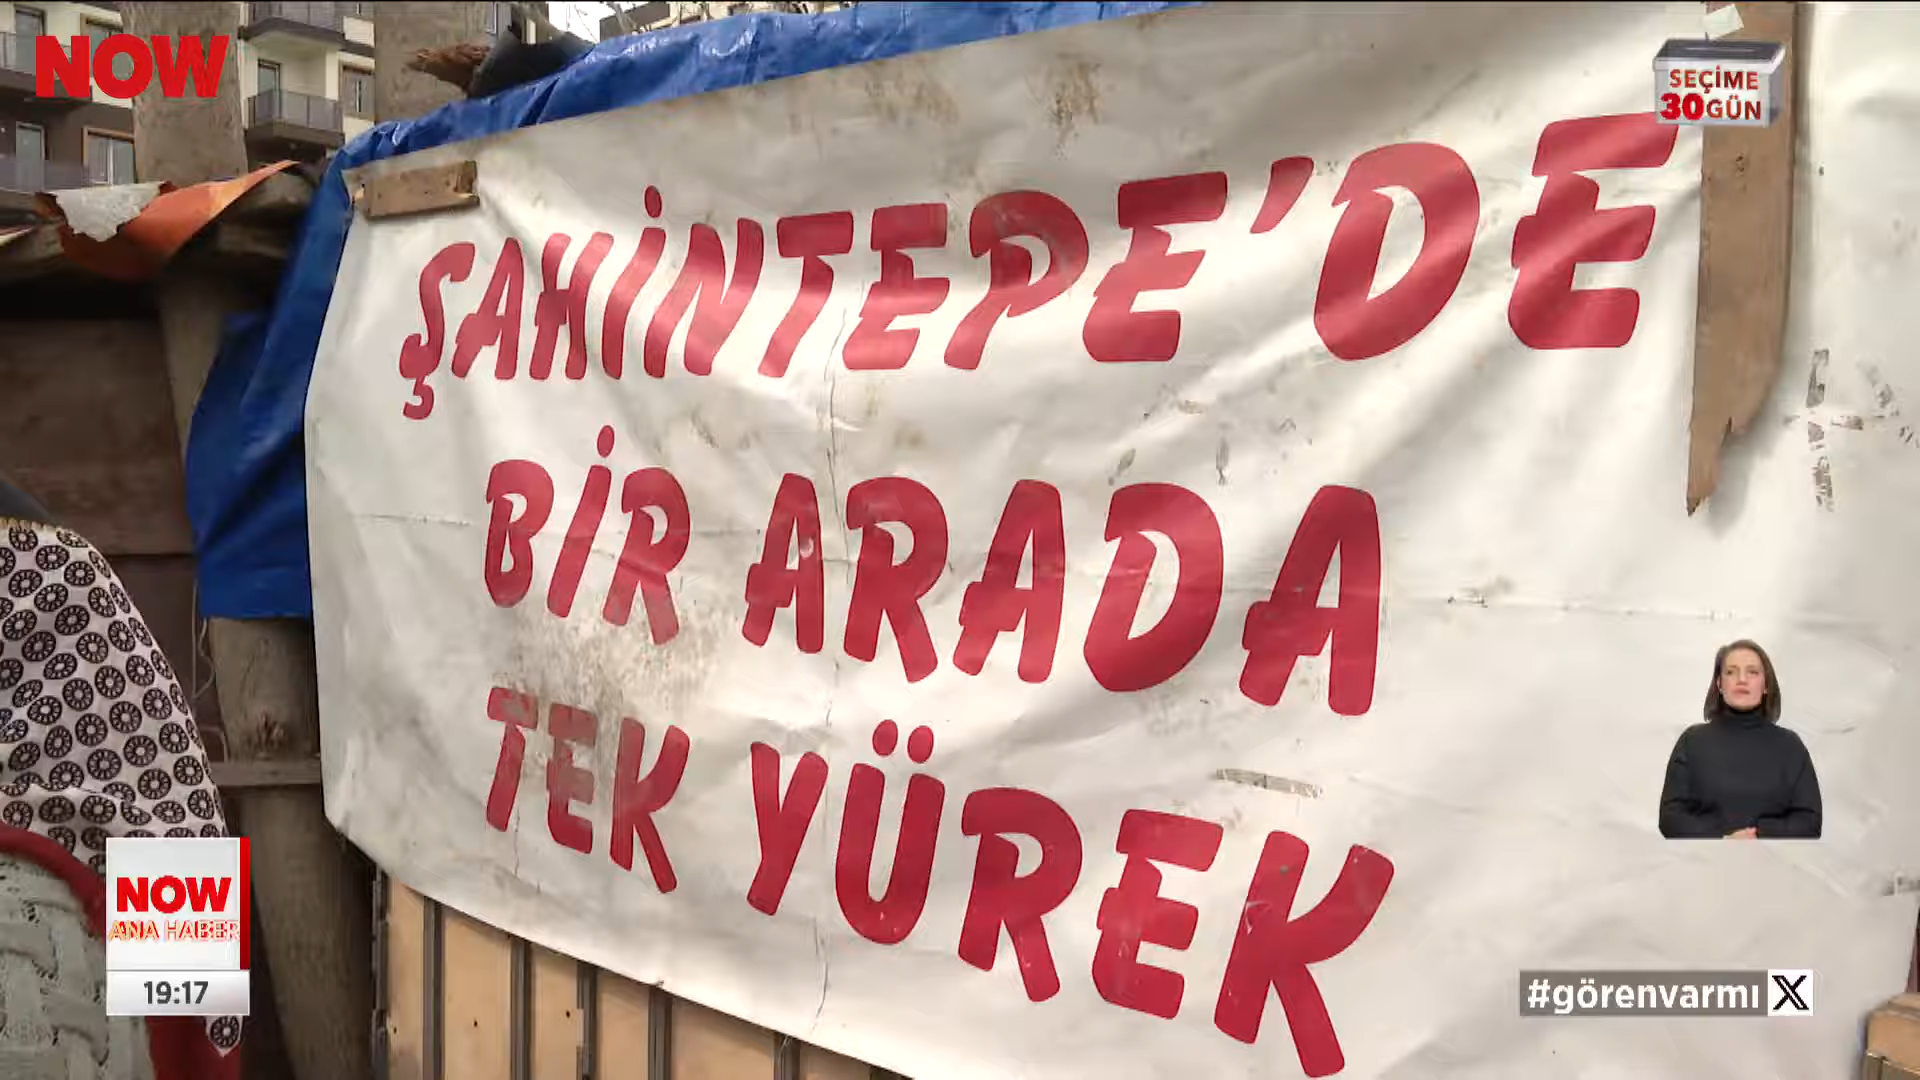 NOW
SEÇİME
30 GÜN
ŞAHİNTEPE'DE
BİR ARADA
TEK YÜREK
NOW
ANA HABER
19:17
#görenvarmı X